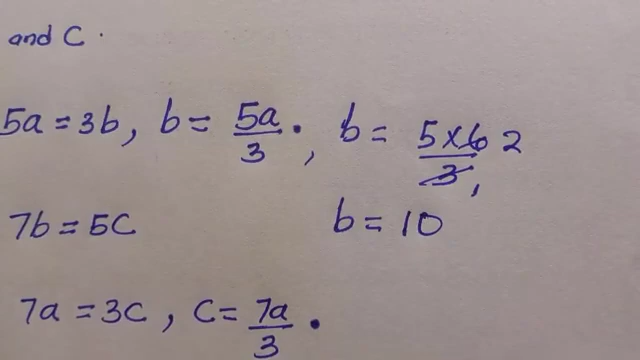 and C.
5a = 3b, b = 5a/3 . , b = 5×6 2/3,
7b = 5C b = 10
7a = 3C, C = 7a/3 .